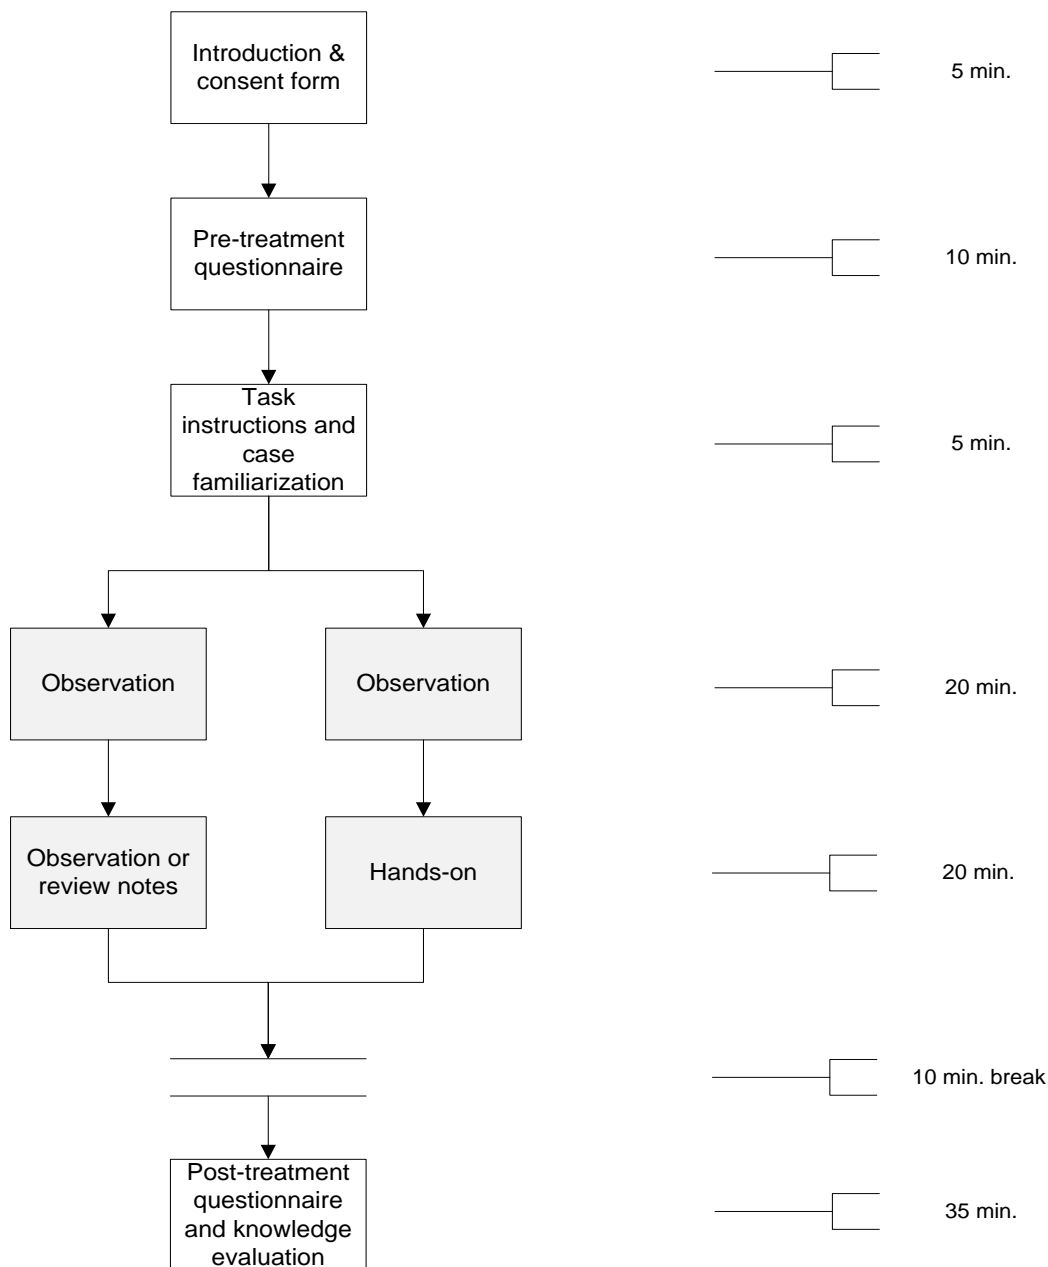 Introduction &
consent form
5 min.
Pre-treatment
questionnaire
10 min.
Task
instructions and
case
familiarization
5 min.
Observation
Observation
20 min.
Observation or
review notes
Hands-on
20 min.
10 min. break
Post-treatment
questionnaire
and knowledge
evaluation
35 min.